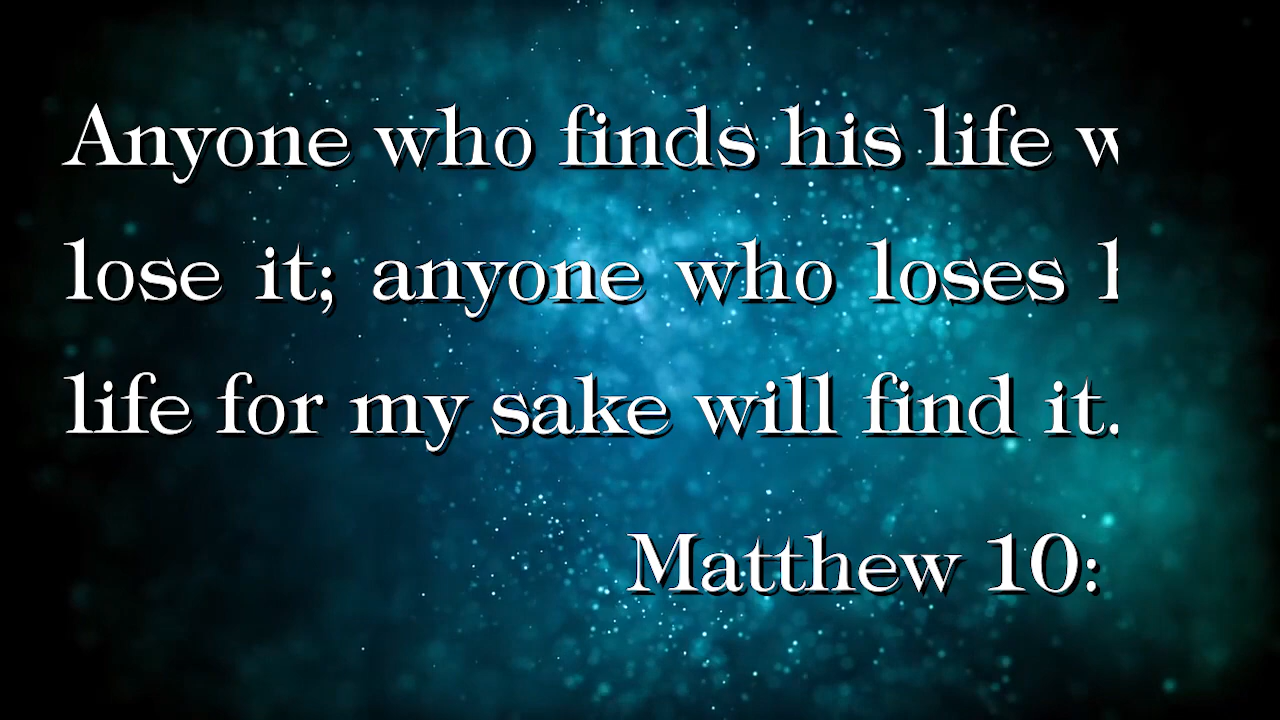 Anyone who finds his life
lose it; anyone who loses
life for my sake will find it.
Matthew 10: